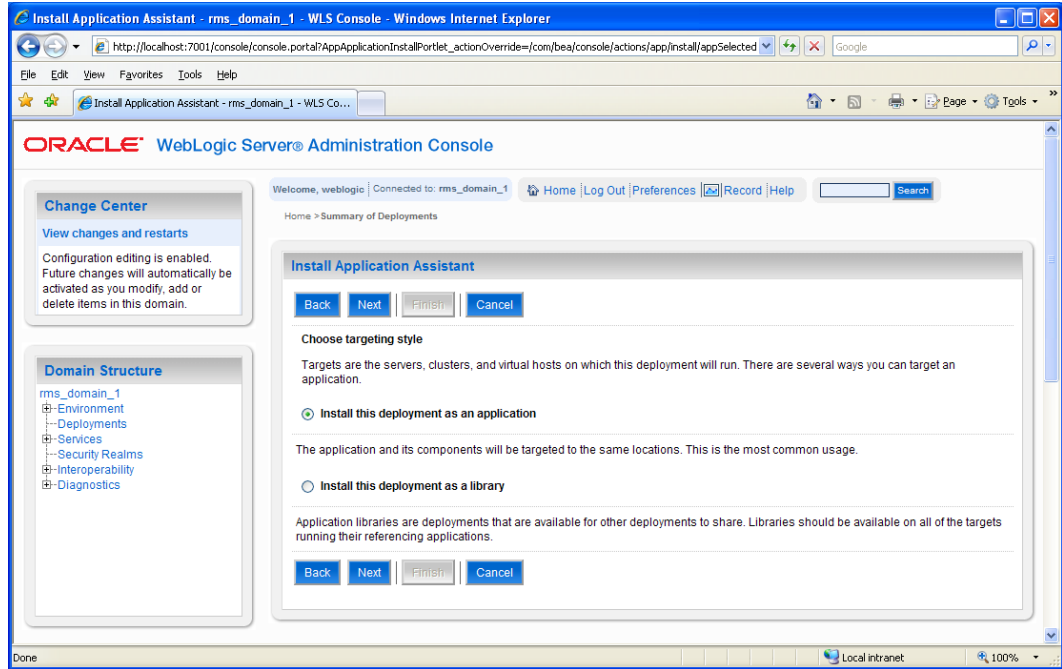 Install Application Assistant - rms_domain_1 - WLS Console - Windows Internet Explorer
http://localhost:7001/console/console.portal?AppApplicationInstallPortlet_actionOverride=/com/bea/console/actions/app/install/appSelected
Google
File Edit View Favorites Tools Help
Install Application Assistant - rms_domain_1 - WLS Co...
Page Tools »
ORACLE® WebLogic Server® Administration Console
Change Center
View changes and restarts
Configuration editing is enabled.
Future changes will automatically be
activated as you modify, add or
delete items in this domain.
Domain Structure
rms_domain_1
Environment
Deployments
Services
Security Realms
Interoperability
Diagnostics
Welcome, weblogic Connected to: rms_domain_1 Home Log Out Preferences Record Help Search
Home >Summary of Deployments
Install Application Assistant
Back Next Finish Cancel
Choose targeting style
Targets are the servers, clusters, and virtual hosts on which this deployment will run. There are several ways you can target an
application.
Install this deployment as an application
The application and its components will be targeted to the same locations. This is the most common usage.
Install this deployment as a library
Application libraries are deployments that are available for other deployments to share. Libraries should be available on all of the targets
running their referencing applications.
Back Next Finish Cancel
Done Local intranet 100%